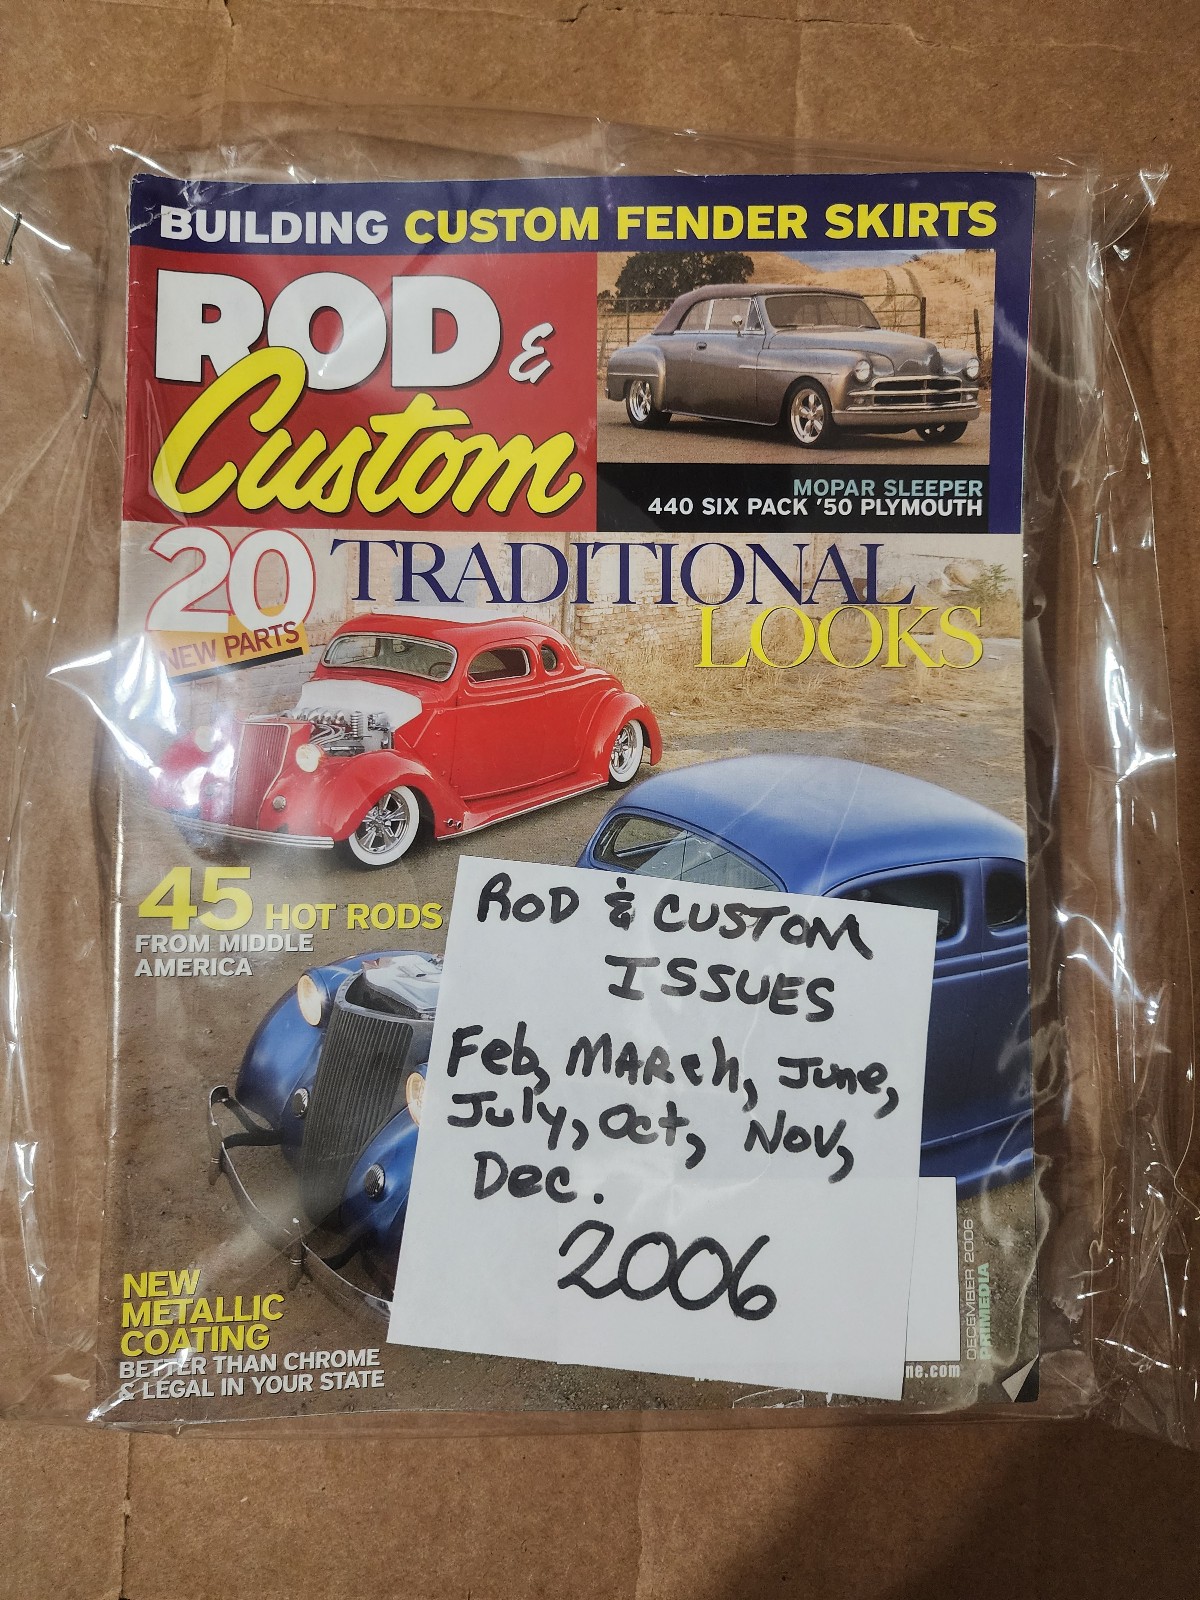 BUILDING CUSTOM FENDER SKIRTS
ROD &
Custom
MOPAR SLEEPER
440 SIX PACK '50 PLYMOUTH
20
NEW PARTS
TRADITIONAL
LOOKS
45 HOT RODS
FROM MIDDLE
AMERICA
ROD & CUSTOM
ISSUES
Feb, MARch, June,
July, Oct, Nov,
Dec.
2006
NEW
METALLIC
COATING
BETTER THAN CHROME
& LEGAL IN YOUR STATE
DECEMBER 2006
PRIMEDIA
ne.com